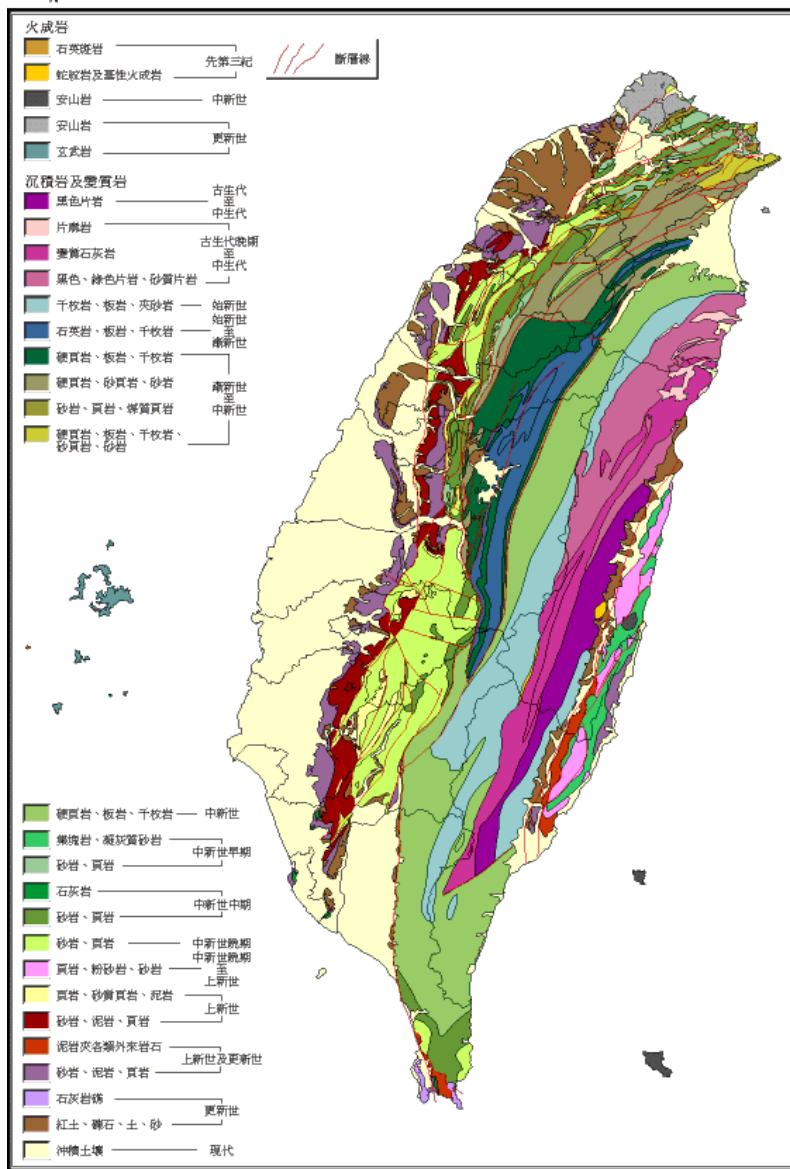 火成岩
石英礎岩
先第三紀
斷層線
蛇紋岩及基性火成岩
安山岩
中新世
安山岩
更新世
玄武岩
沉積岩及變質岩
黑色片岩
古生代
至
中生代
片麻岩
變質石灰岩
古生代晚期
至
中生代
黑色、綠色片岩、砂質片岩
千枚岩、板岩、夾砂岩
始新世
石英岩、板岩、千枚岩
始新世
至
漸新世
硬頁岩、板岩、千枚岩
硬頁岩、砂頁岩、砂岩
漸新世
至
中新世
砂岩、頁岩、煤質頁岩
硬頁岩、板岩、千枚岩、
砂頁岩、砂岩
硬頁岩、板岩、千枚岩
中新世
集塊岩、凝灰質砂岩
中新世早期
砂岩、頁岩
石灰岩
中新世中期
砂岩、頁岩
砂岩、頁岩
中新世晚期
頁岩、粉砂岩、砂岩
中新世晚期
至
上新世
頁岩、砂質頁岩、泥岩
上新世
砂岩、泥岩、頁岩
泥岩夾各類外來岩石
上新世及更新世
砂岩、泥岩、頁岩
石灰岩礁
更新世
紅土、礫石、土、砂
沖積土壤
現代